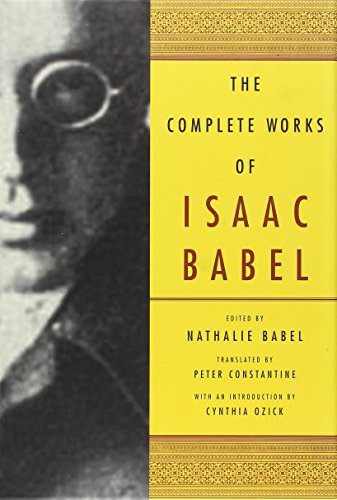 THE
COMPLETE WORKS
OF
ISAAC
BABEL
EDITED BY
NATHALIE BABEL
TRANSLATED BY
PETER CONSTANTINE
WITH AN INTRODUCTION BY
CYNTHIA OZICK